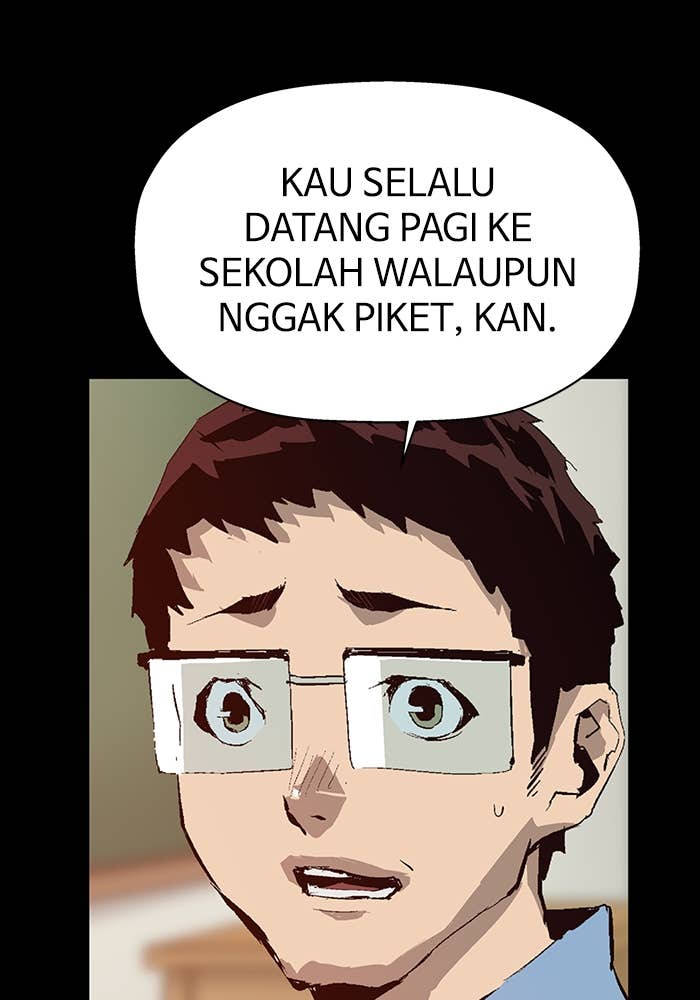 KAU SELALU
DATANG PAGI KE
SEKOLAH WALAUPUN
NGGAK PIKET, KAN.